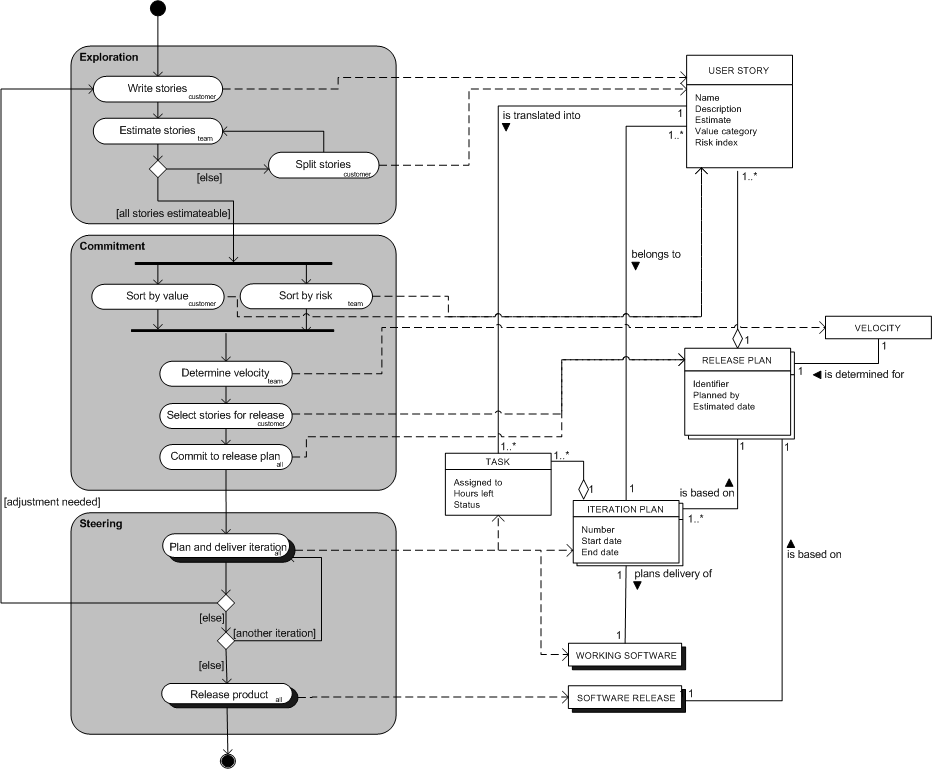 Exploration
Write stories
customer
Estimate stories
team
Split stories
customer
[else]
[all stories estimateable]
Commitment
Sort by value
customer
Sort by risk
team
Determine velocity
team
Select stories for release
customer
Commit to release plan
all
[adjustment needed]
Steering
Plan and deliver iteration
all
[else]
[another iteration]
[else]
Release product
all
USER STORY
Name
Description
Estimate
Value category
Risk index
is translated into
1
1..*
1..*
belongs to
VELOCITY
1
1
RELEASE PLAN
1
is determined for
Identifier
Planned by
Estimated date
1
1
1..*
1..*
TASK
Assigned to
Hours left
Status
1
1
is based on
ITERATION PLAN
1..*
Number
Start date
End date
is based on
1
plans delivery of
1
WORKING SOFTWARE
SOFTWARE RELEASE
1